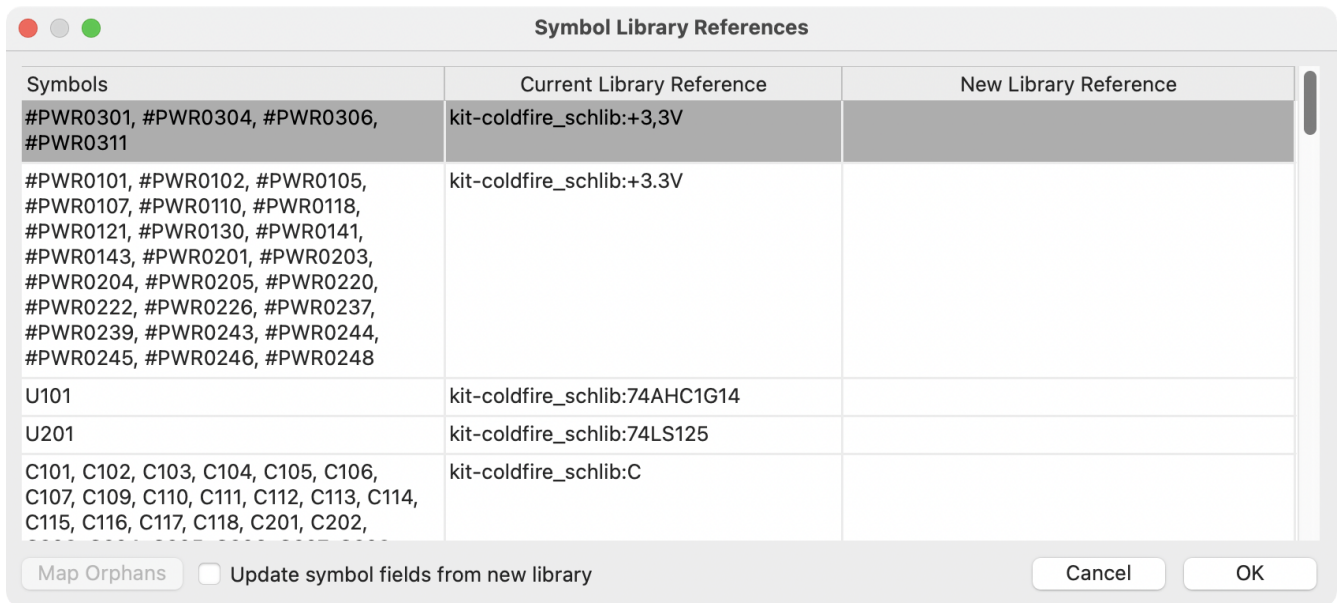 Symbol Library References
Symbols
Current Library Reference
New Library Reference
#PWR0301, #PWR0304, #PWR0306,
#PWR0311
kit-coldfire_schlib:+3,3V
#PWR0101, #PWR0102, #PWR0105,
#PWR0107, #PWR0110, #PWR0118,
#PWR0121, #PWR0130, #PWR0141,
#PWR0143, #PWR0201, #PWR0203,
#PWR0204, #PWR0205, #PWR0220,
#PWR0222, #PWR0226, #PWR0237,
#PWR0239, #PWR0243, #PWR0244,
#PWR0245, #PWR0246, #PWR0248
kit-coldfire_schlib:+3.3V
U101
kit-coldfire_schlib:74AHC1G14
U201
kit-coldfire_schlib:74LS125
C101, C102, C103, C104, C105, C106,
C107, C109, C110, C111, C112, C113, C114,
C115, C116, C117, C118, C201, C202,
kit-coldfire_schlib:C
Map Orphans
Update symbol fields from new library
Cancel
OK